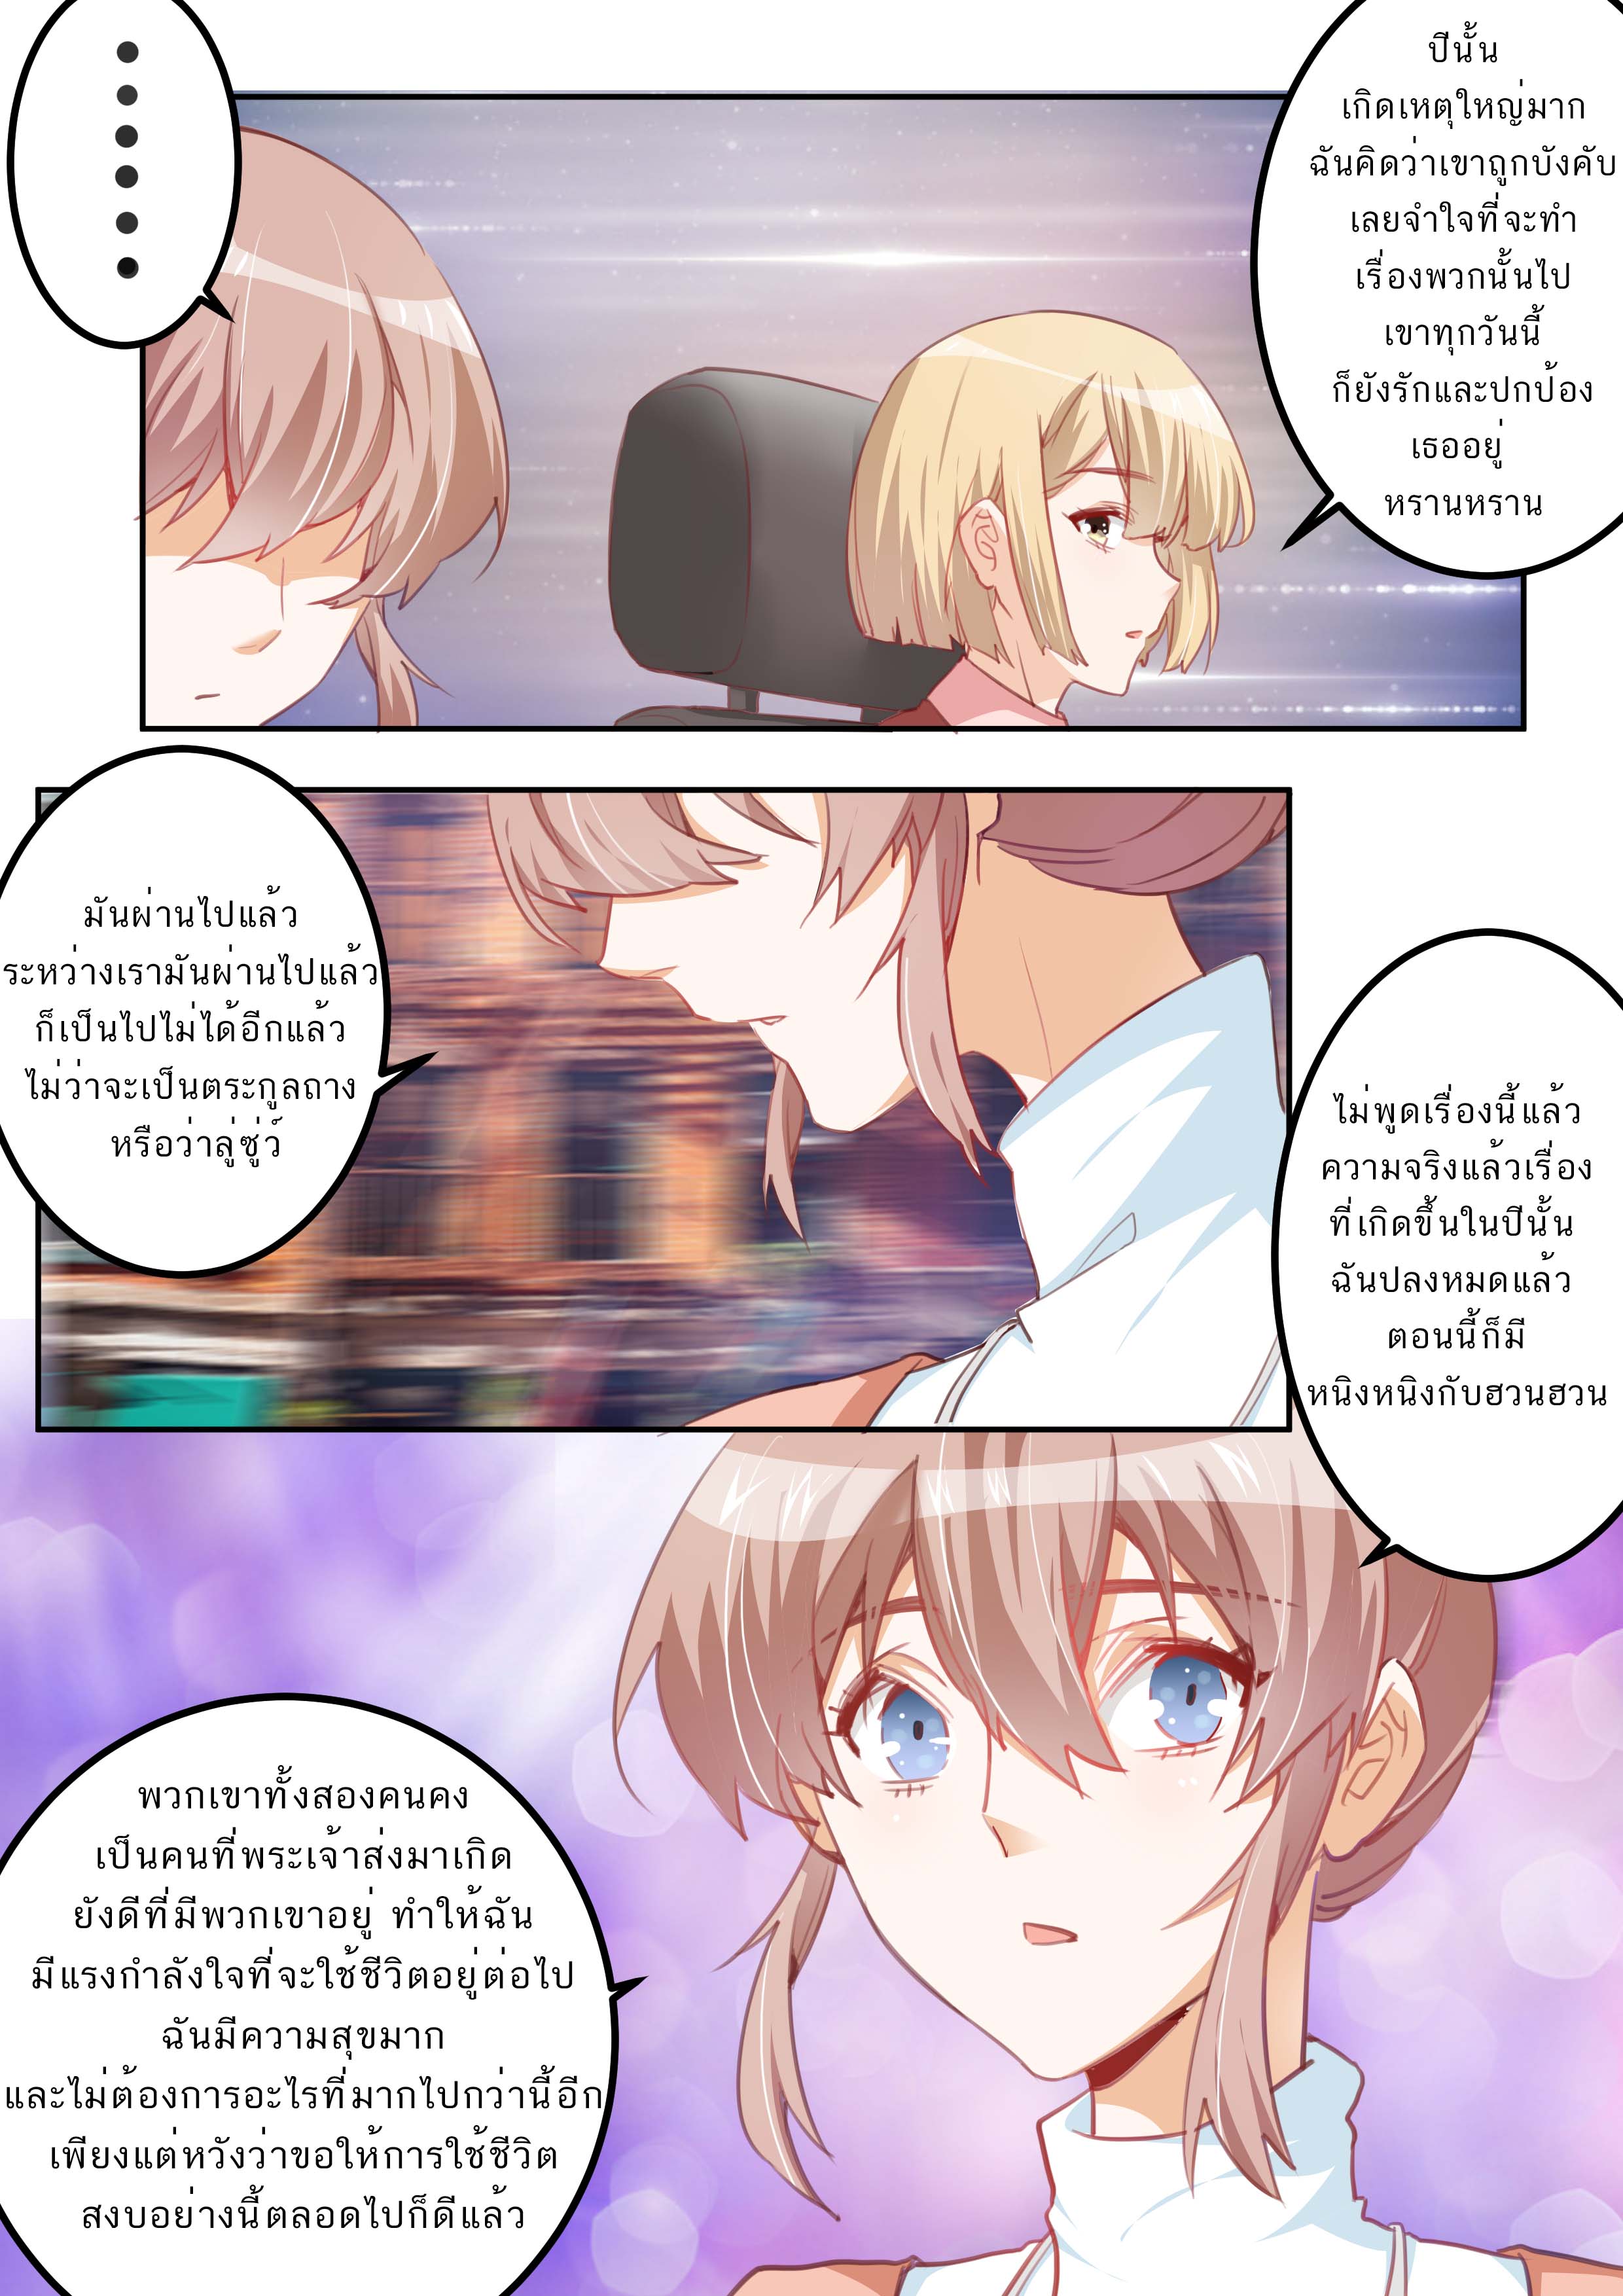 ปีนั้น
เกิดเหตุใหญ่มาก
ฉันคิดว่าเขาถูกบังคับ
เลยจำใจที่จะทำ
เรื่องพวกนั้นไป
เขาทุกวันนี้
ก็ยังรักและปกป้อง
เธออยู่
หรานหราน
มันผ่านไปแล้ว
ระหว่างเรามันผ่านไปแล้ว
ก็เป็นไปไม่ได้อีกแล้ว
ไม่ว่าจะเป็นตระกูลถาง
หรือว่าลู่ซู่ว์
ไม่พูดเรื่องนี้แล้ว
ความจริงแล้วเรื่อง
ที่เกิดขึ้นในปีนั้น
ฉันปลงหมดแล้ว
ตอนนี้ก็มี
หนิงหนิงกับฮวนฮวน
พวกเขาทั้งสองคนคง
เป็นคนที่พระเจ้าส่งมาเกิด
ยังดีที่มีพวกเขาอยู่ ทำให้ฉัน
มีแรงกำลังใจที่จะใช้ชีวิตอยู่ต่อไป
ฉันมีความสุขมาก
และไม่ต้องการอะไรที่มากไปกว่านี้อีก
เพียงแต่หวังว่าขอให้การใช้ชีวิต
สงบอย่างนี้ตลอดไปก็ดีแล้ว